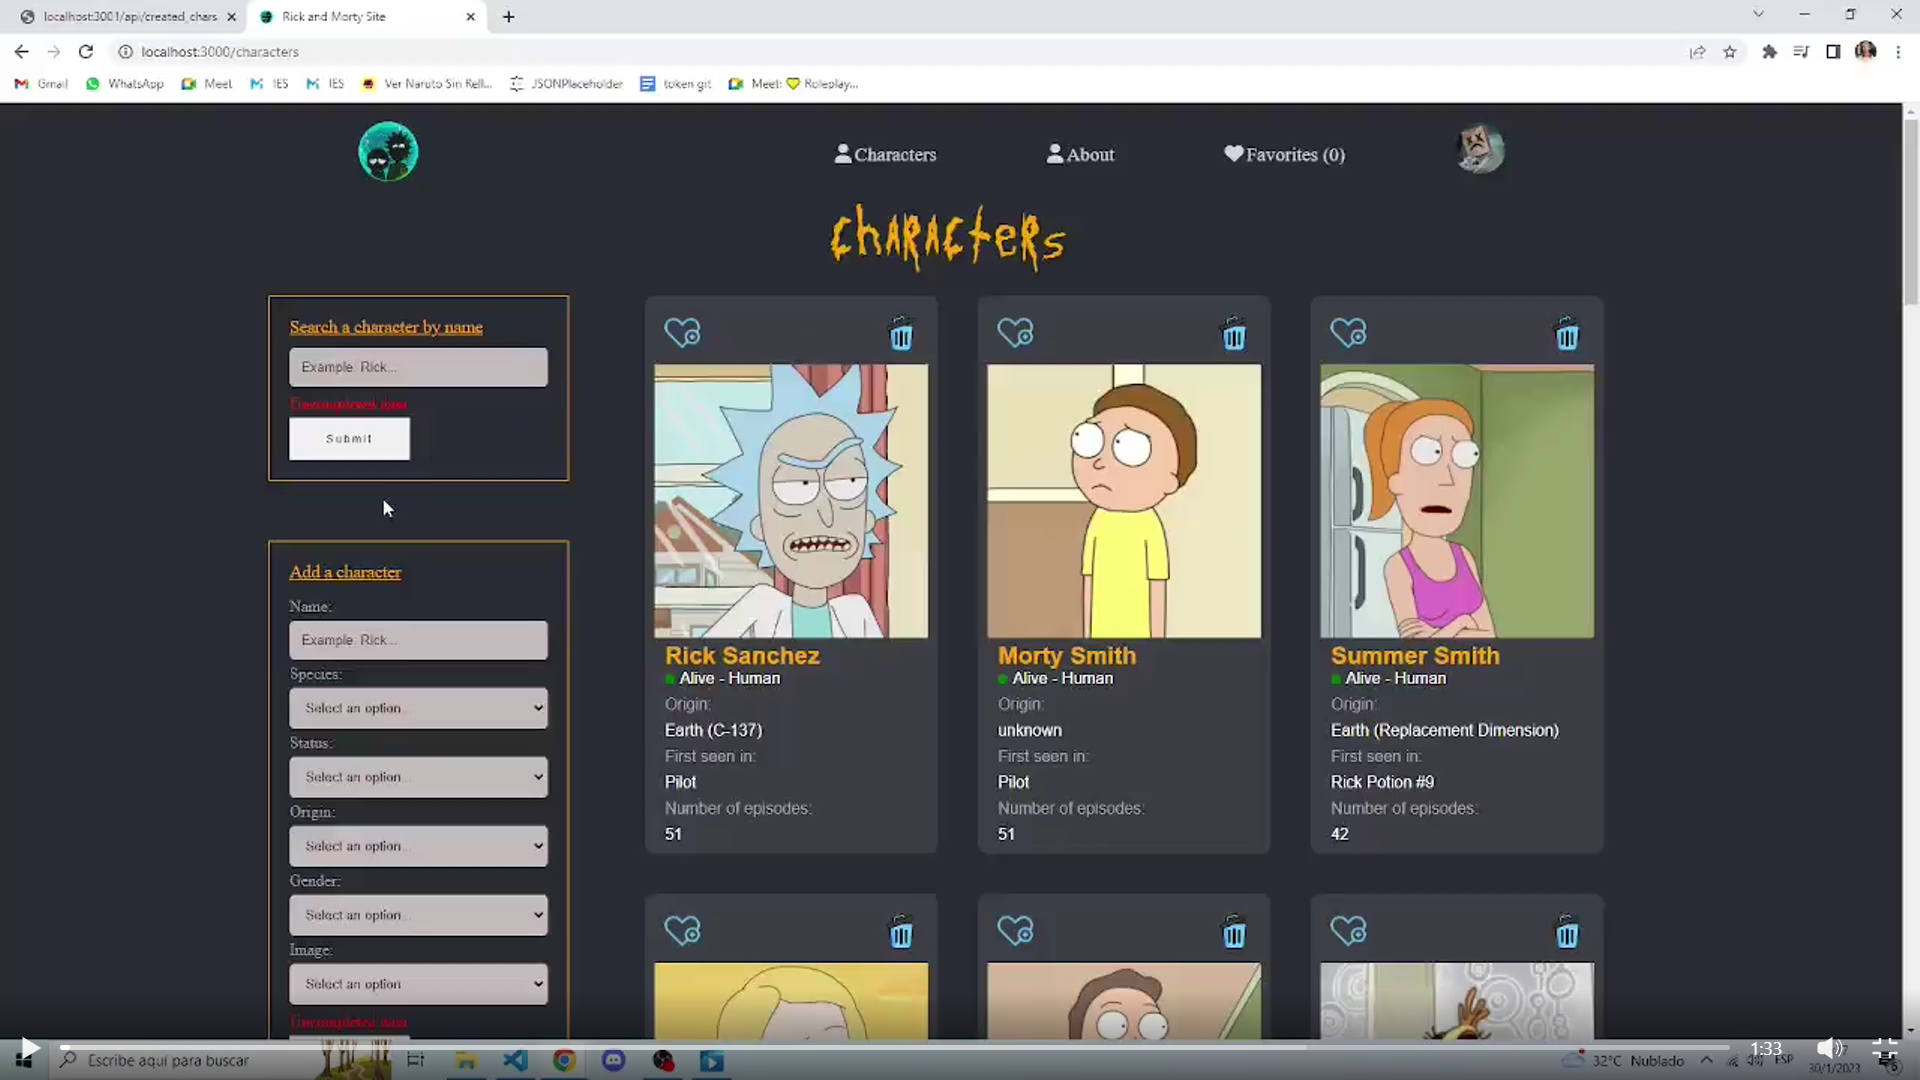 localhost:3001/api/created_chars
Rick and Morty Site
localhost:3000/characters
Gmail
WhatsApp
Meet
IES
IES
Ver Naruto Sin Rell...
JSONPlaceholder
token git
Meet: 💛 Roleplay...
Characters
About
Favorites (0)
characters
Search a character by name
Example: Rick...
Uncompleted data
Submit
Add a character
Name:
Example: Rick...
Species:
Select an option
Status:
Select an option
Origin:
Select an option
Gender:
Select an option
Image:
Select an option
Uncompleted data
Rick Sanchez
Alive - Human
Origin:
Earth (C-137)
First seen in:
Pilot
Number of episodes:
51
Morty Smith
Alive - Human
Origin:
unknown
First seen in:
Pilot
Number of episodes:
51
Summer Smith
Alive - Human
Origin:
Earth (Replacement Dimension)
First seen in:
Rick Potion #9
Number of episodes:
42
1:33
Escribe aquí para buscar
32°C Nublado
ESP
30/1/2023